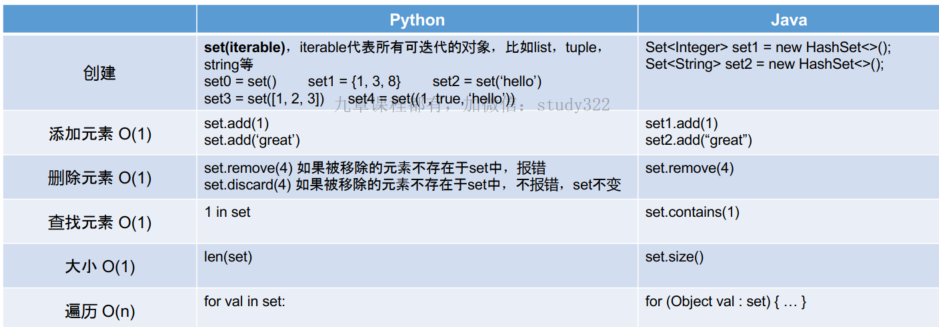 Python
Java
创建
set(iterable)，iterable代表所有可迭代的对象，比如list，tuple，
string等
set0 = set() set1 = {1, 3, 8} set2 = set(‘hello’)
set3 = set([1, 2, 3]) set4 = set((1, true, ‘hello’))
Set<Integer> set1 = new HashSet<>();
Set<String> set2 = new HashSet<>();
九章课程都有，加微信：study322
添加元素 O(1)
set.add(1)
set.add(‘great’)
set1.add(1)
set2.add(“great”)
删除元素 O(1)
set.remove(4) 如果被移除的元素不存在于set中，报错
set.discard(4) 如果被移除的元素不存在于set中，不报错，set不变
set.remove(4)
查找元素 O(1)
1 in set
set.contains(1)
大小 O(1)
len(set)
set.size()
遍历 O(n)
for val in set:
for (Object val : set) { … }